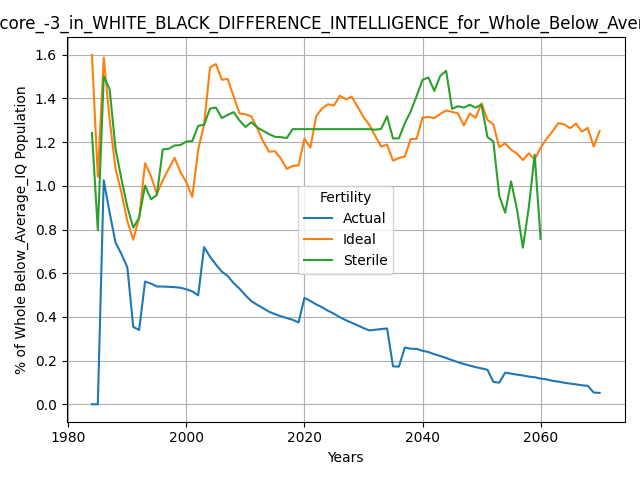 core_-3_in_WHITE_BLACK_DIFFERENCE_INTELLIGENCE_for_Whole_Below_Aver
% of Whole Below_Average_IQ Population
1.6
1.4
1.2
1.0
0.8
0.6
0.4
0.2
0.0
Fertility
Actual
Ideal
Sterile
1980
2000
2020
2040
2060
Years